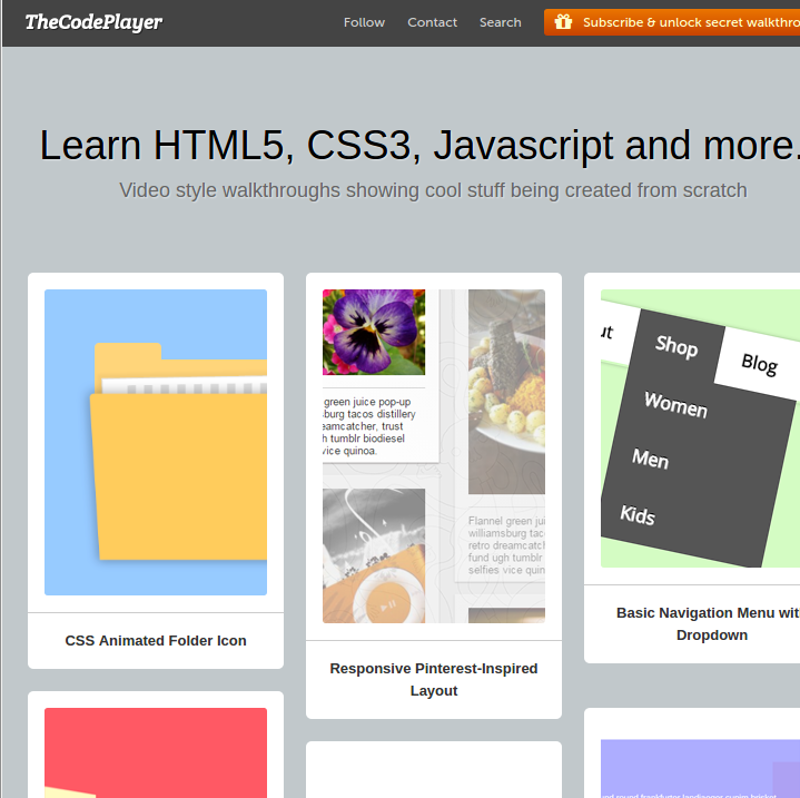 TheCodePlayer
Follow Contact Search Subscribe & unlock secret walkthro
Learn HTML5, CSS3, Javascript and more.
Video style walkthroughs showing cool stuff being created from scratch
green juice pop-up
sburg tacos distillery
eamcatcher, trust
h tumblr biodiesel
vice quinoa.
Flannel green jui
williamsburg tac
retro dreamcatch
fund ugh tumblr
selfies vice quin
ut Shop Blog
Women
Men
Kids
CSS Animated Folder Icon
Responsive Pinterest-Inspired
Layout
Basic Navigation Menu wit
Dropdown